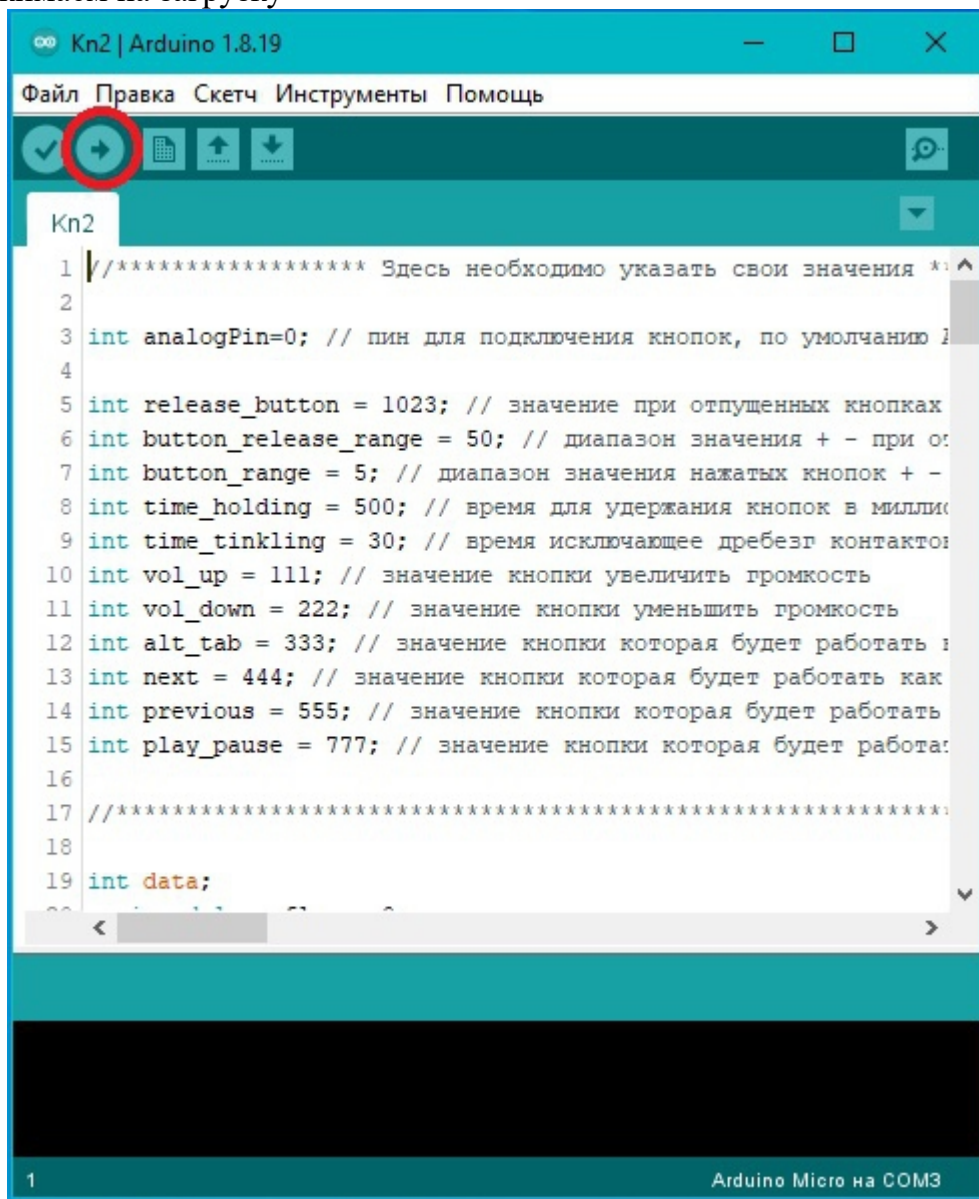 на загрузку
Kn2 | Arduino 1.8.19
Файл Правка Скетч Инструменты Помощь
Kn2
1 //****************** Здесь необходимо указать свои значения **
2
3 int analogPin=0; // пин для подключения кнопок, по умолчанию
4
5 int release_button = 1023; // значение при отпущенных кнопках
6 int button_release_range = 50; // диапазон значения + - при
7 int button_range = 5; // диапазон значения нажатых кнопок + -
8 int time_holding = 500; // время для удержания кнопок в
9 int time_tinkling = 30; // время исключающее дребезг
10 int vol_up = 111; // значение кнопки увеличить громкость
11 int vol_down = 222; // значение кнопки уменьшить громкость
12 int alt_tab = 333; // значение кнопки которая будет работать
13 int next = 444; // значение кнопки которая будет работать как
14 int previous = 555; // значение кнопки которая будет работать
15 int play_pause = 777; // значение кнопки которая будет
16
17 //************************************************************
18
19 int data;
1
Arduino Micro на COM3